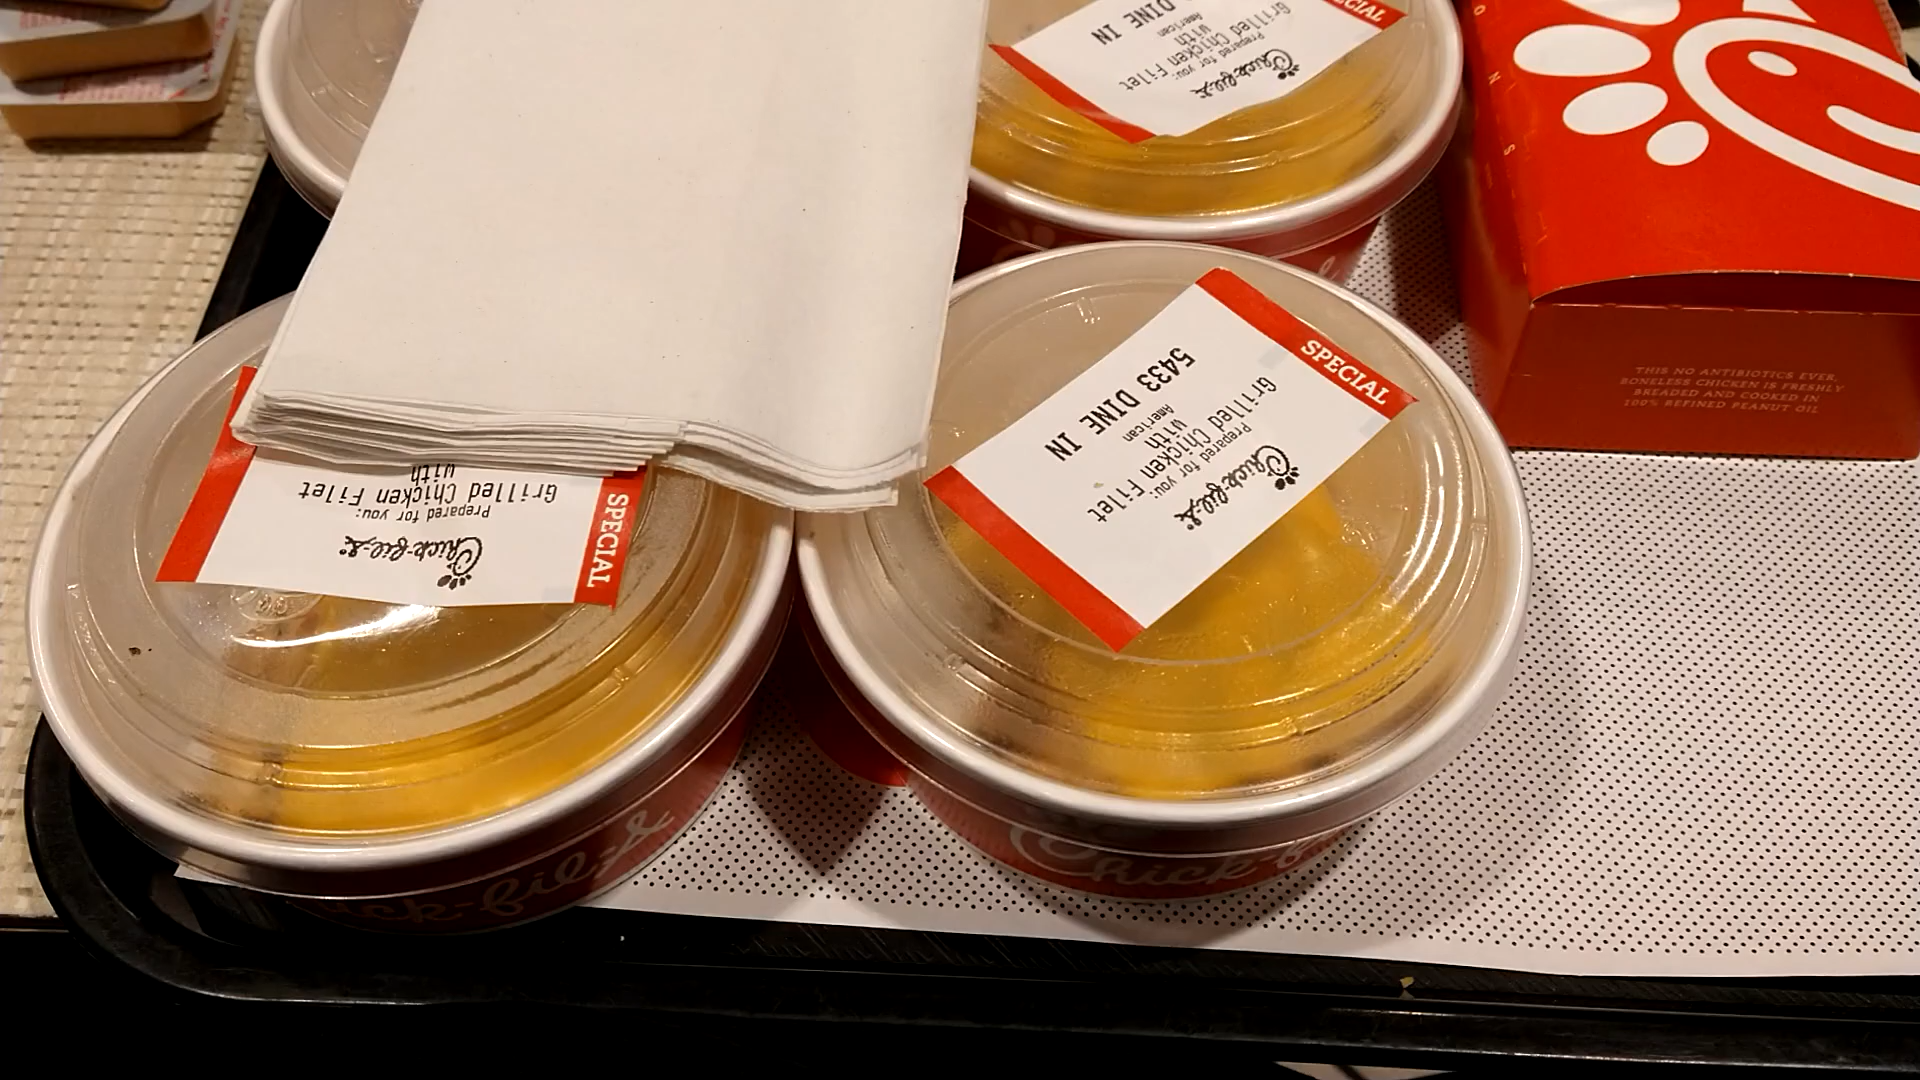 Chick-fil-A
Prepared for you:
Grilled Chicken Filet
with
American
DINE IN
SPECIAL
THIS NO ANTIBIOTICS EVER,
BONELESS CHICKEN IS FRESHLY
BREADED AND COOKED IN
100% REFINED PEANUT OIL
Chick-fil-A
Prepared for you:
Grilled Chicken Filet
with
SPECIAL
Chick-fil-A
Prepared for you:
Grilled Chicken Filet
with
American
5433 DINE IN
SPECIAL
ck-fil-A
Chick-f